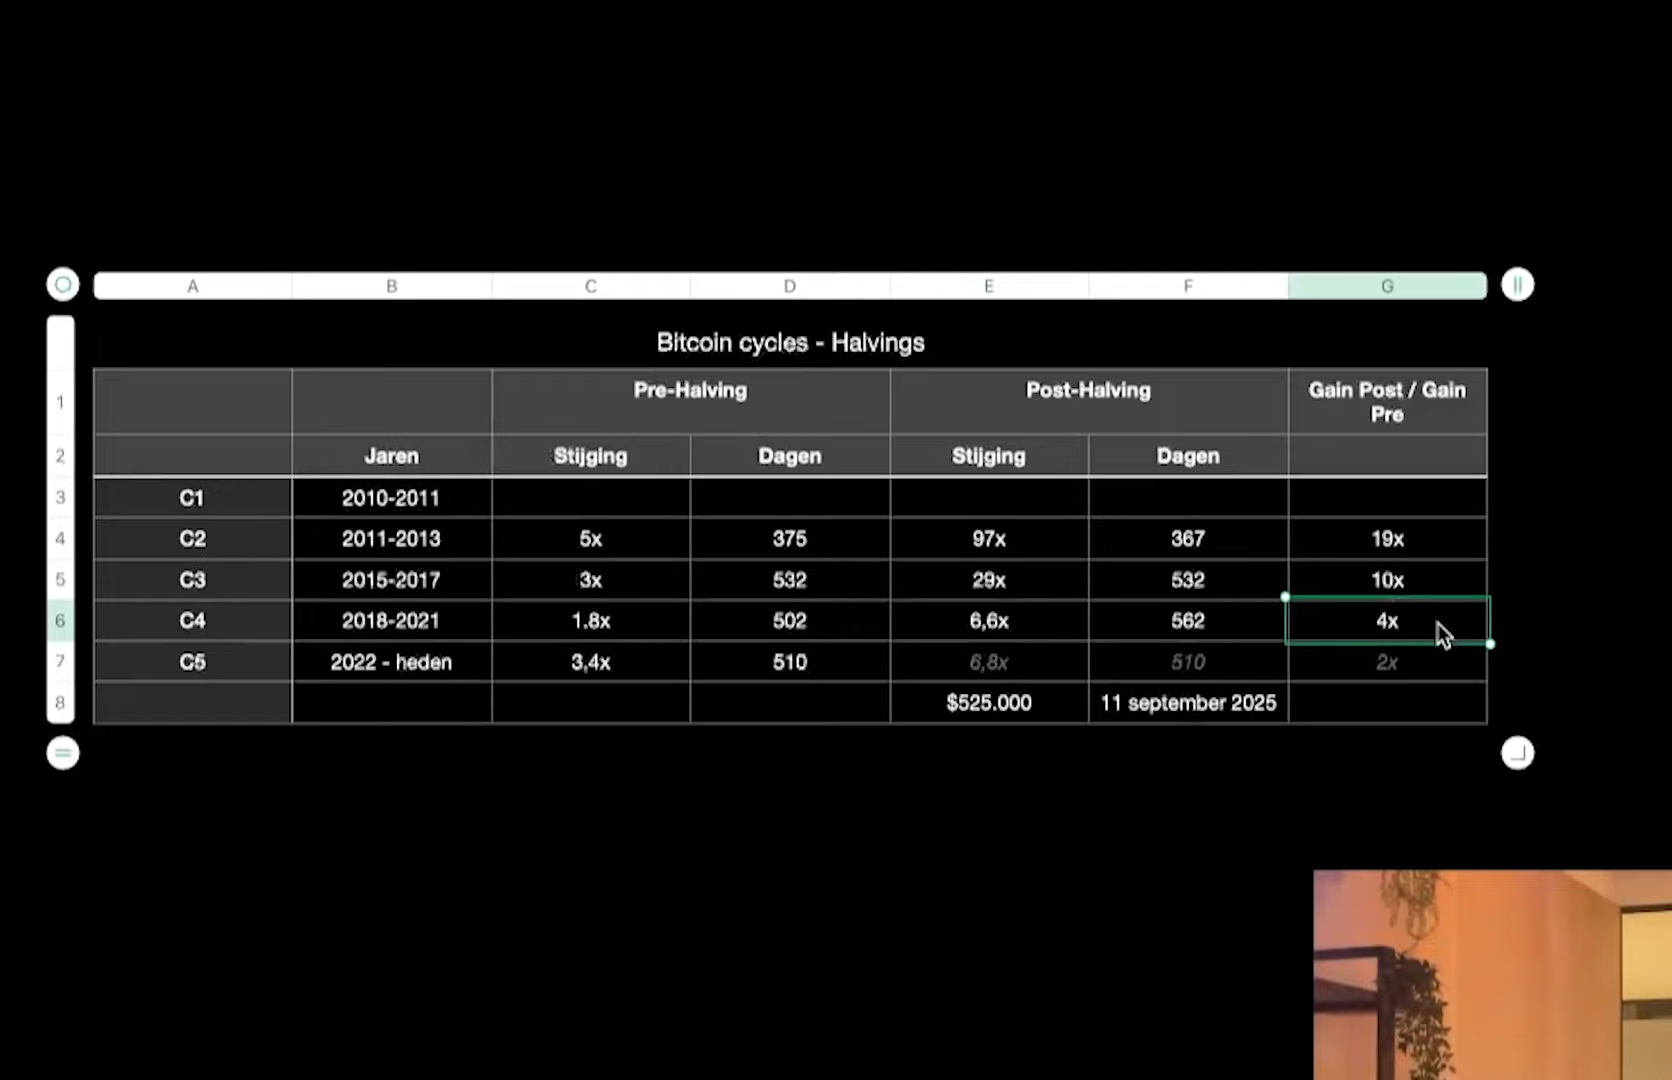 A B C D E F G
Bitcoin cycles - Halvings
1 Pre-Halving Post-Halving Gain Post / Gain Pre
2 Jaren Stijging Dagen Stijging Dagen
3 C1 2010-2011
4 C2 2011-2013 5x 375 97x 367 19x
5 C3 2015-2017 3x 532 29x 532 10x
6 C4 2018-2021 1.8x 502 6,6x 562 4x
7 C5 2022 - heden 3,4x 510 6,8x 510 2x
8 $525.000 11 september 2025